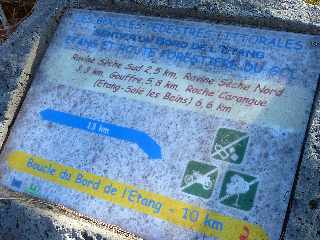 LES BOUCLES PEDESTRES LITTORALES
SENTIER DU BORD DE L'ETANG
ETANG ET ROUTE FORESTIERE DU GOL
Ravine Sèche Sud 2,5 km, Ravine Sèche Nord
3,3 km, Gouffre 5,8 km, Roche Carangue
(Etang-Salé les Bains) 6,6 km
13 km
Boucle du Bord de l'Etang - 10 km